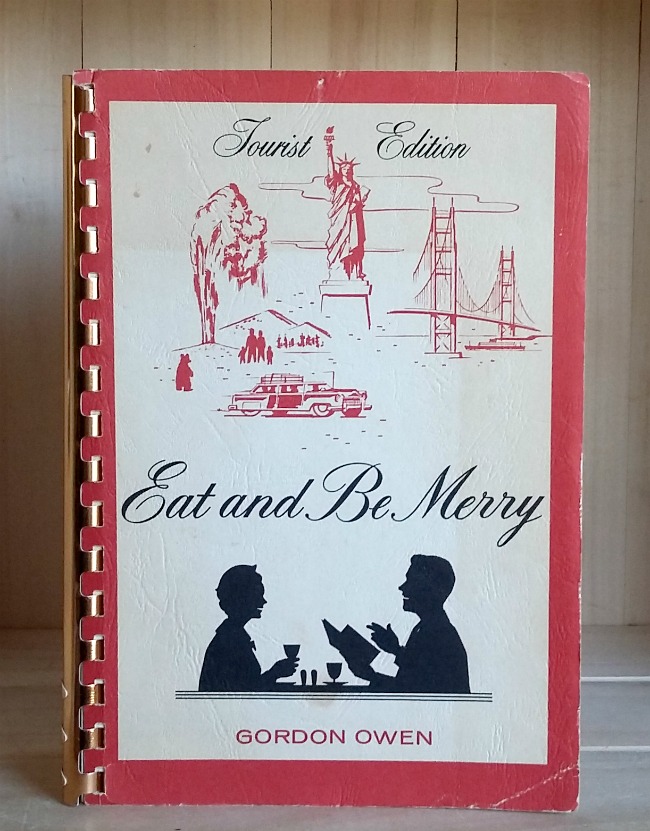 Tourist Edition
Eat and Be Merry
GORDON OWEN